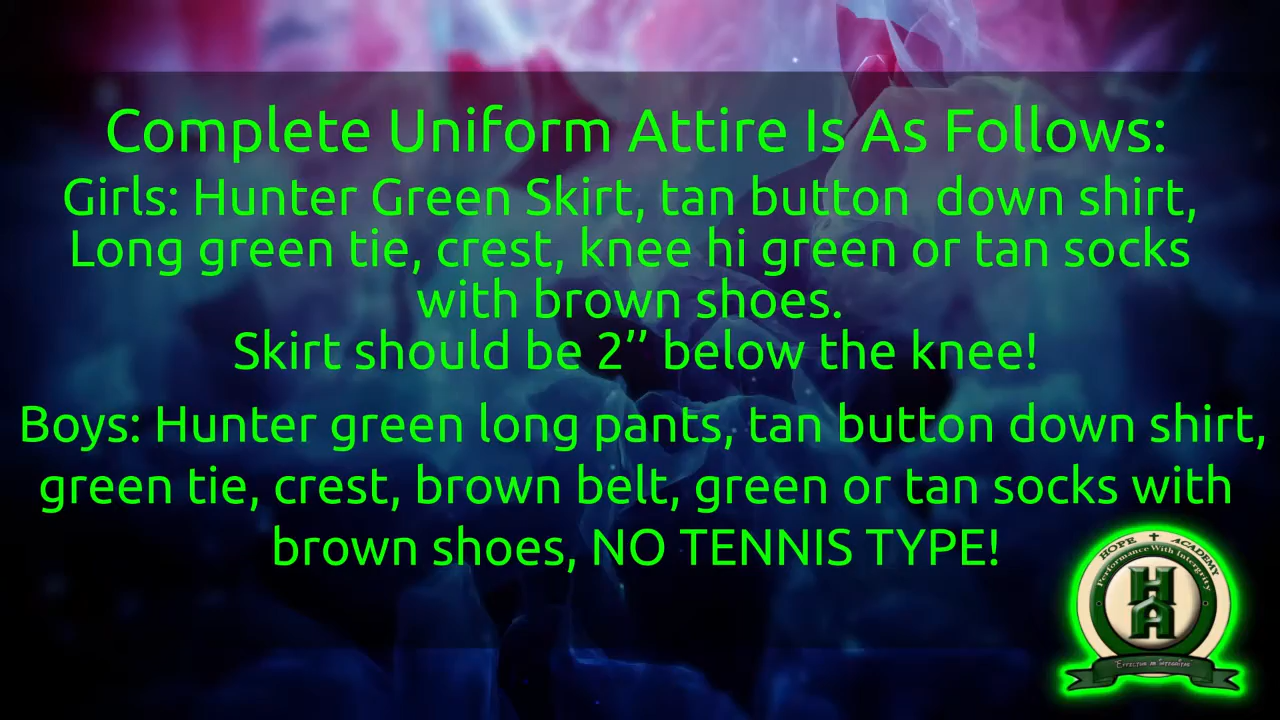 Complete Uniform Attire Is As Follows:
Girls: Hunter Green Skirt, tan button  down shirt,
Long green tie, crest, knee hi green or tan socks
with brown shoes.
Skirt should be 2’’ below the knee!
Boys: Hunter green long pants, tan button down shirt,
green tie, crest, brown belt, green or tan socks with
brown shoes, NO TENNIS TYPE!
HOPE ✝ ACADEMY
Performance With Intergrity
HA